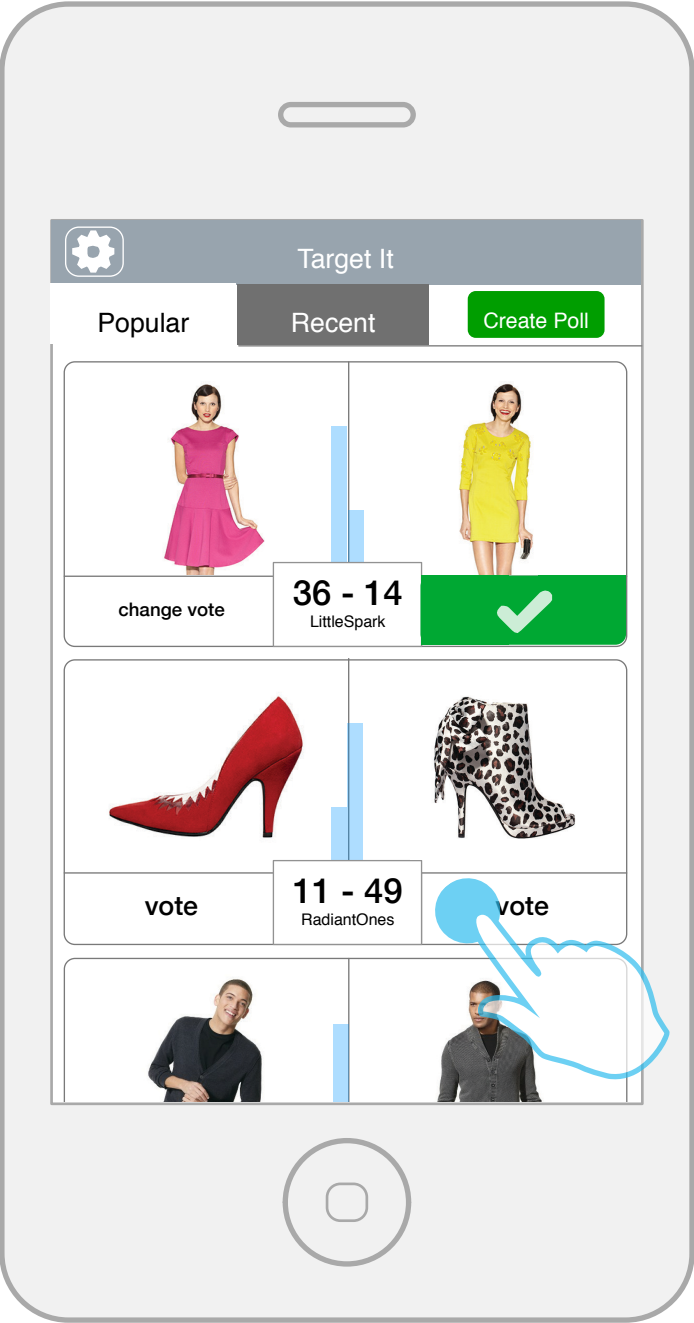 Target It
Popular
Recent
Create Poll
change vote
36 - 14
LittleSpark
vote
11 - 49
RadiantOnes
vote